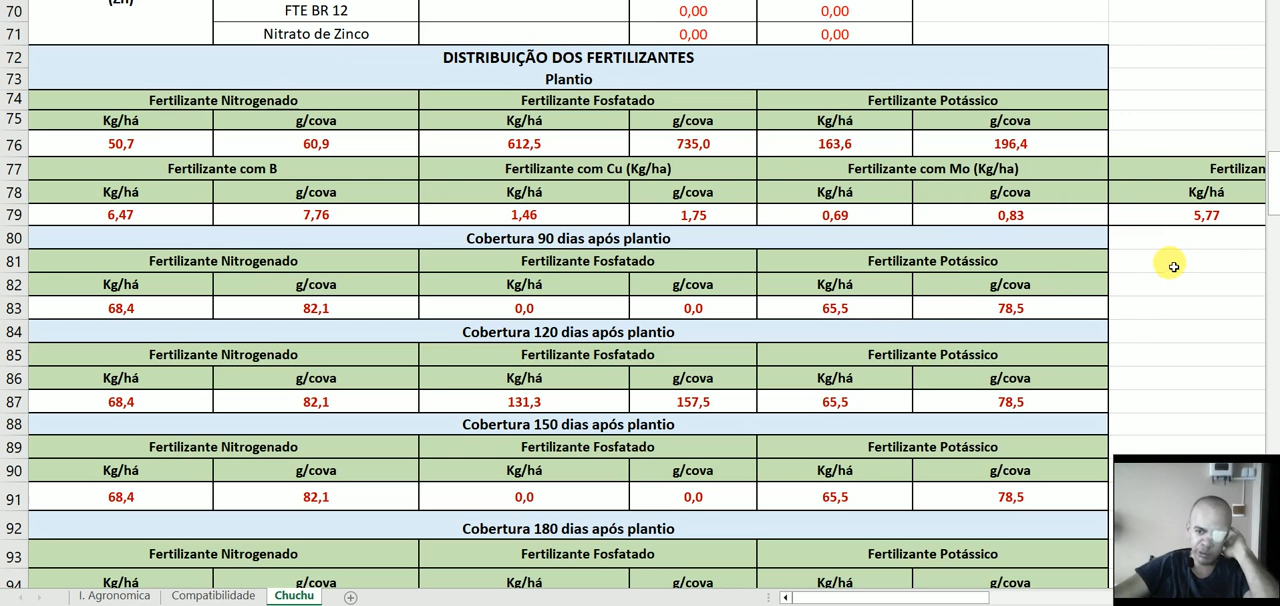 70 FTE BR 12 0,00 0,00
71 Nitrato de Zinco 0,00 0,00
72 DISTRIBUIÇÃO DOS FERTILIZANTES
73 Plantio
74 Fertilizante Nitrogenado Fertilizante Fosfatado Fertilizante Potássico
75 Kg/há g/cova Kg/há g/cova Kg/há g/cova
76 50,7 60,9 612,5 735,0 163,6 196,4
77 Fertilizante com B Fertilizante com Cu (Kg/ha) Fertilizante com Mo (Kg/ha) Fertilizan
78 Kg/há g/cova Kg/há g/cova Kg/há g/cova Kg/há
79 6,47 7,76 1,46 1,75 0,69 0,83 5,77
80 Cobertura 90 dias após plantio
81 Fertilizante Nitrogenado Fertilizante Fosfatado Fertilizante Potássico
82 Kg/há g/cova Kg/há g/cova Kg/há g/cova
83 68,4 82,1 0,0 0,0 65,5 78,5
84 Cobertura 120 dias após plantio
85 Fertilizante Nitrogenado Fertilizante Fosfatado Fertilizante Potássico
86 Kg/há g/cova Kg/há g/cova Kg/há g/cova
87 68,4 82,1 131,3 157,5 65,5 78,5
88 Cobertura 150 dias após plantio
89 Fertilizante Nitrogenado Fertilizante Fosfatado Fertilizante Potássico
90 Kg/há g/cova Kg/há g/cova Kg/há g/cova
91 68,4 82,1 0,0 0,0 65,5 78,5
92 Cobertura 180 dias após plantio
93 Fertilizante Nitrogenado Fertilizante Fosfatado Fertilizante Potássico
94 Kg/há g/cova Kg/há g/cova Kg/há g/cova
I. Agronomica Compatibilidade Chuchu